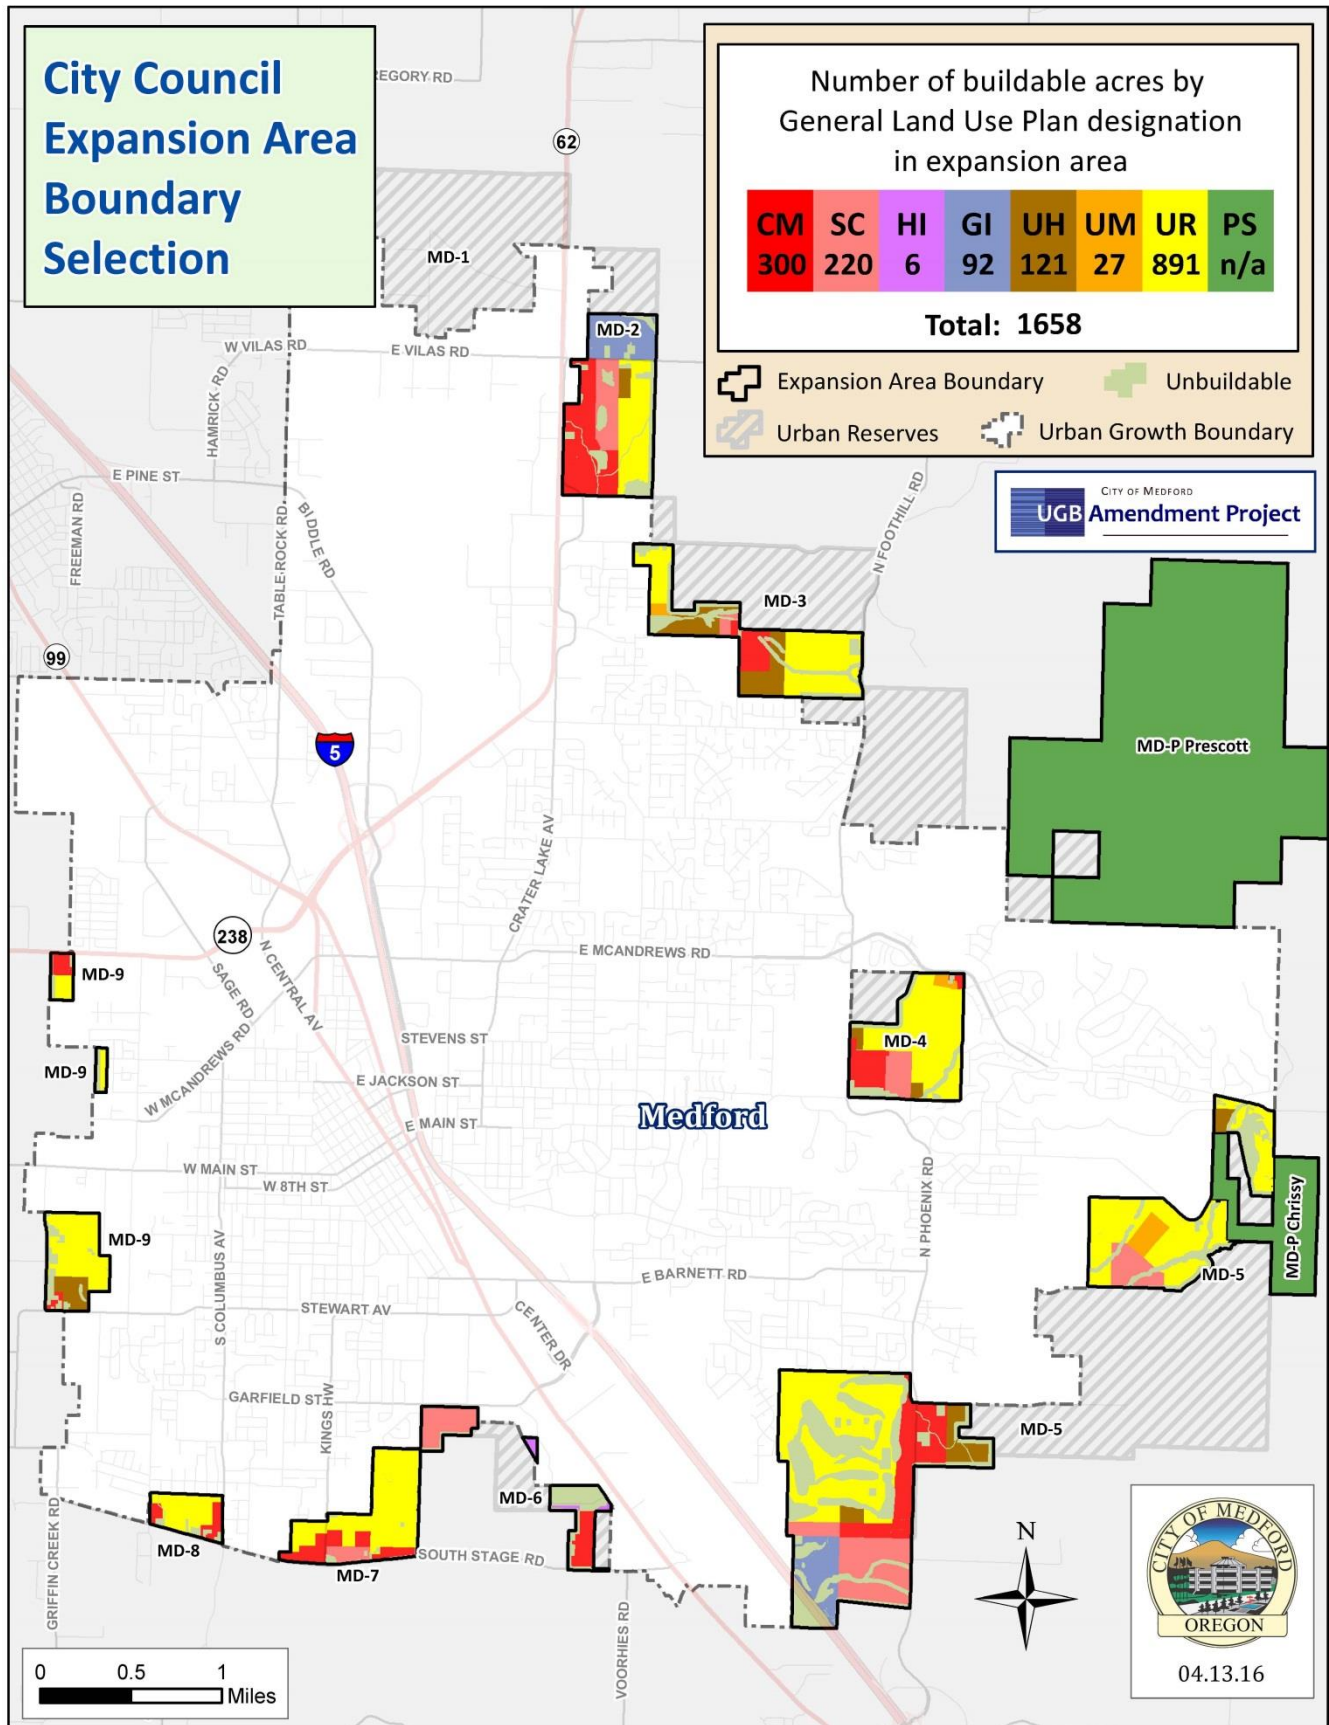 City Council
Expansion Area
Boundary
Selection
Number of buildable acres by
General Land Use Plan designation
in expansion area
CM SC HI GI UH UM UR PS
300 220 6 92 121 27 891 n/a
Total: 1658
Expansion Area Boundary
Unbuildable
Urban Reserves
Urban Growth Boundary
CITY OF MEDFORD
UGB Amendment Project
EGORY RD
62
MD-1
MD-2
W VILAS RD
E VILAS RD
HAMRICK RD
E PINE ST
FREEMAN RD
TABLE ROCK RD
BIDDLE RD
N FOOTHILL RD
MD-3
99
5
MD-P Prescott
CRATER LAKE AV
238
E MCANDREWS RD
N CENTRAL AV
SAGE RD
MD-9
STEVENS ST
MD-4
MD-9
W MCANDREWS RD
E JACKSON ST
Medford
E MAIN ST
W MAIN ST
W 8TH ST
N PHOENIX RD
MD-P Chrissy
MD-9
S COLUMBUS AV
E BARNETT RD
MD-5
STEWART AV
CENTER DR
GARFIELD ST
KINGS HW
MD-5
MD-6
GRIFFIN CREEK RD
MD-8
MD-7
SOUTH STAGE RD
VOORHIES RD
N
CITY OF MEDFORD
OREGON
04.13.16
0 0.5 1
Miles